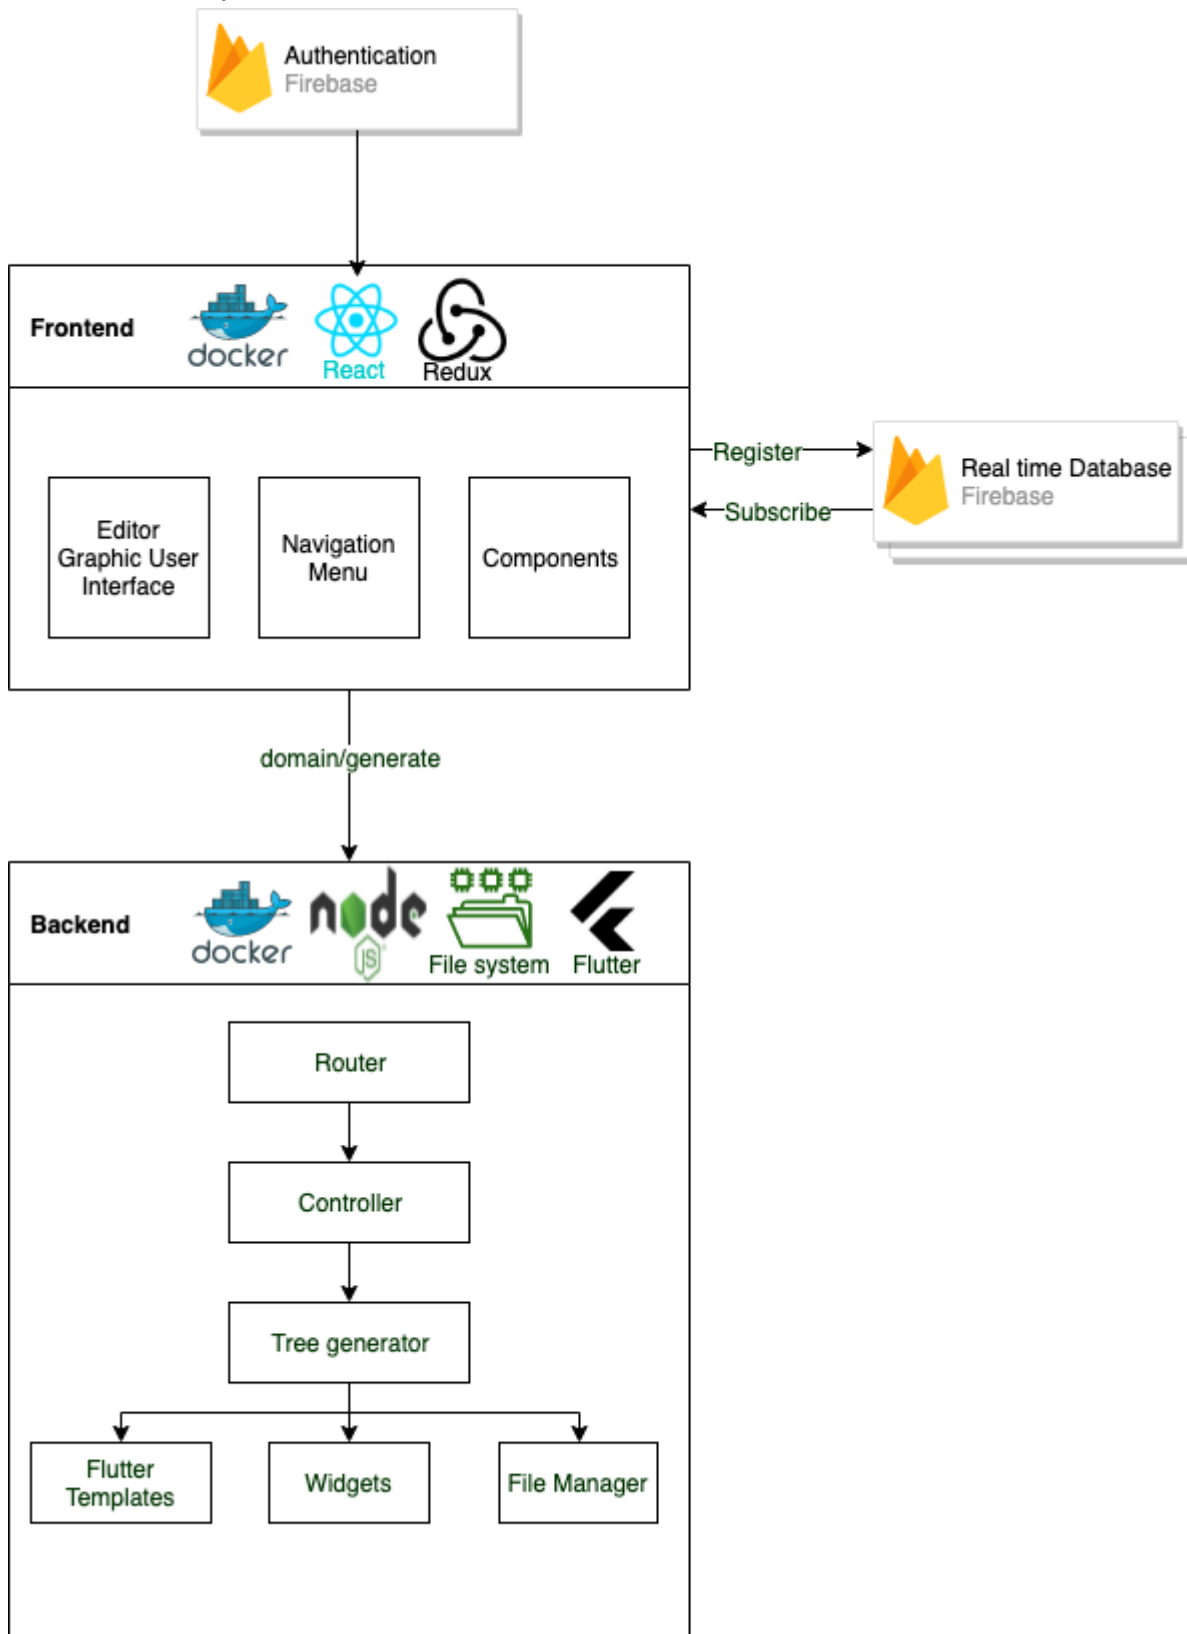 Authentication
Firebase
Frontend
docker
React
Redux
Register
Subscribe
Real time Database
Firebase
Editor
Graphic User
Interface
Navigation
Menu
Components
domain/generate
Backend
docker
node
JS
File system
Flutter
Router
Controller
Tree generator
Flutter
Templates
Widgets
File Manager